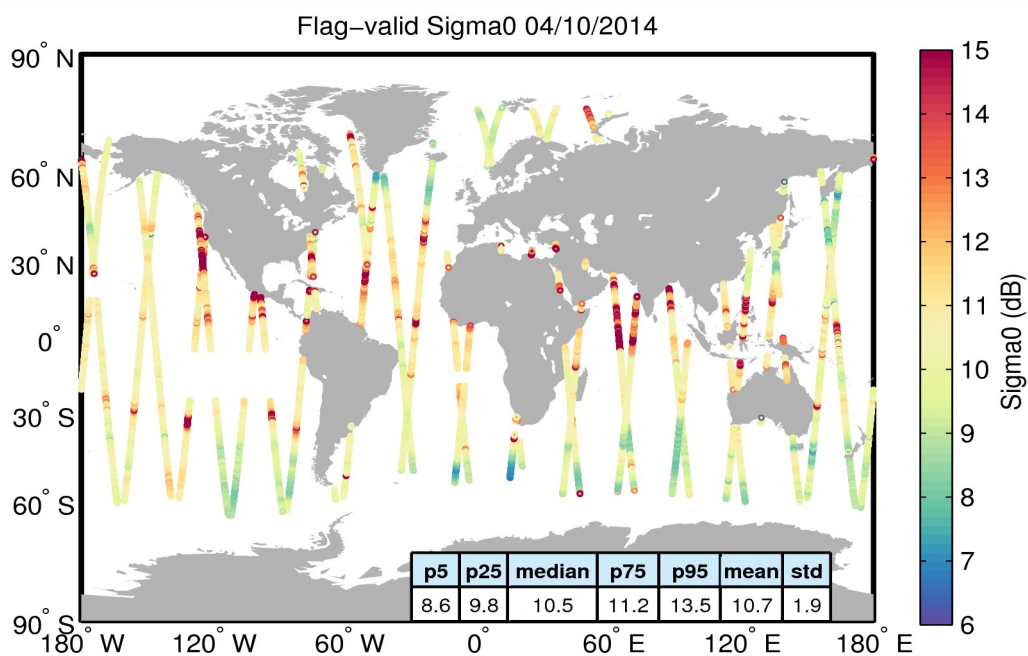 Flag−valid Sigma0 04/10/2014
90° N
60° N
30° N
0°
30° S
60° S
90° S
180° W
120° W
60° W
0°
60° E
120° E
180° E
p5 p25 median p75 p95 mean std
8.6 9.8 10.5 11.2 13.5 10.7 1.9
15
14
13
12
11
10
9
8
7
6
Sigma0 (dB)